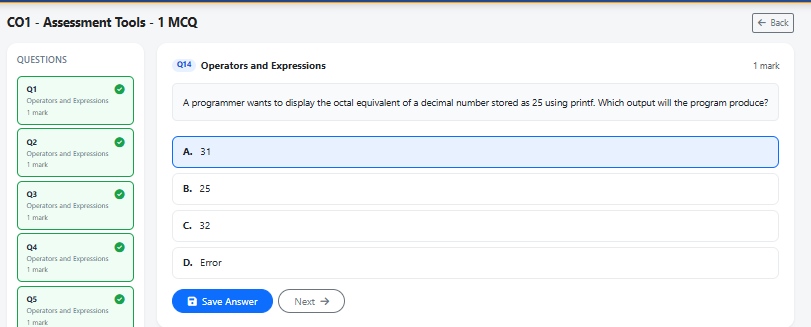 CO1 - Assessment Tools - 1 MCQ
← Back
QUESTIONS
Q1
Operators and Expressions
1 mark
Q2
Operators and Expressions
1 mark
Q3
Operators and Expressions
1 mark
Q4
Operators and Expressions
1 mark
Q5
Operators and Expressions
Q14 Operators and Expressions
1 mark
A programmer wants to display the octal equivalent of a decimal number stored as 25 using printf. Which output will the program produce?
A. 31
B. 25
C. 32
D. Error
Save Answer
Next →